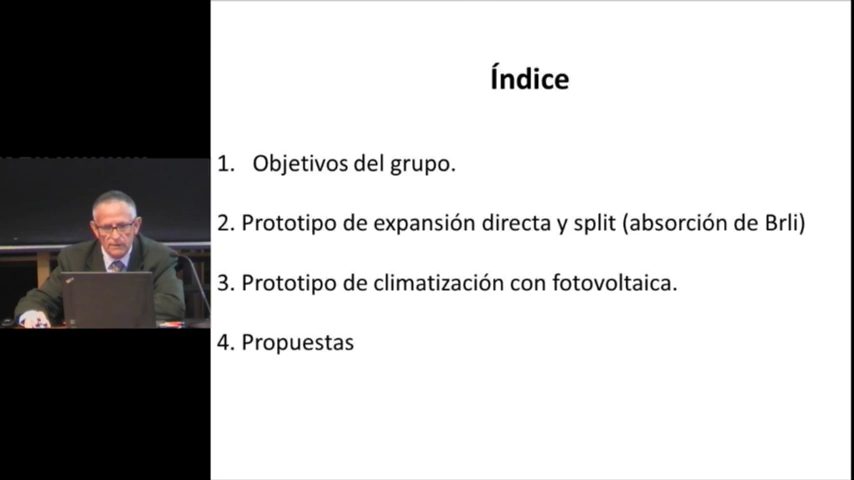 Índice
1. Objetivos del grupo.
2. Prototipo de expansión directa y split (absorción de Brli)
3. Prototipo de climatización con fotovoltaica.
4. Propuestas